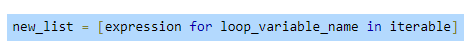 new_list = [expression for loop_variable_name in iterable]